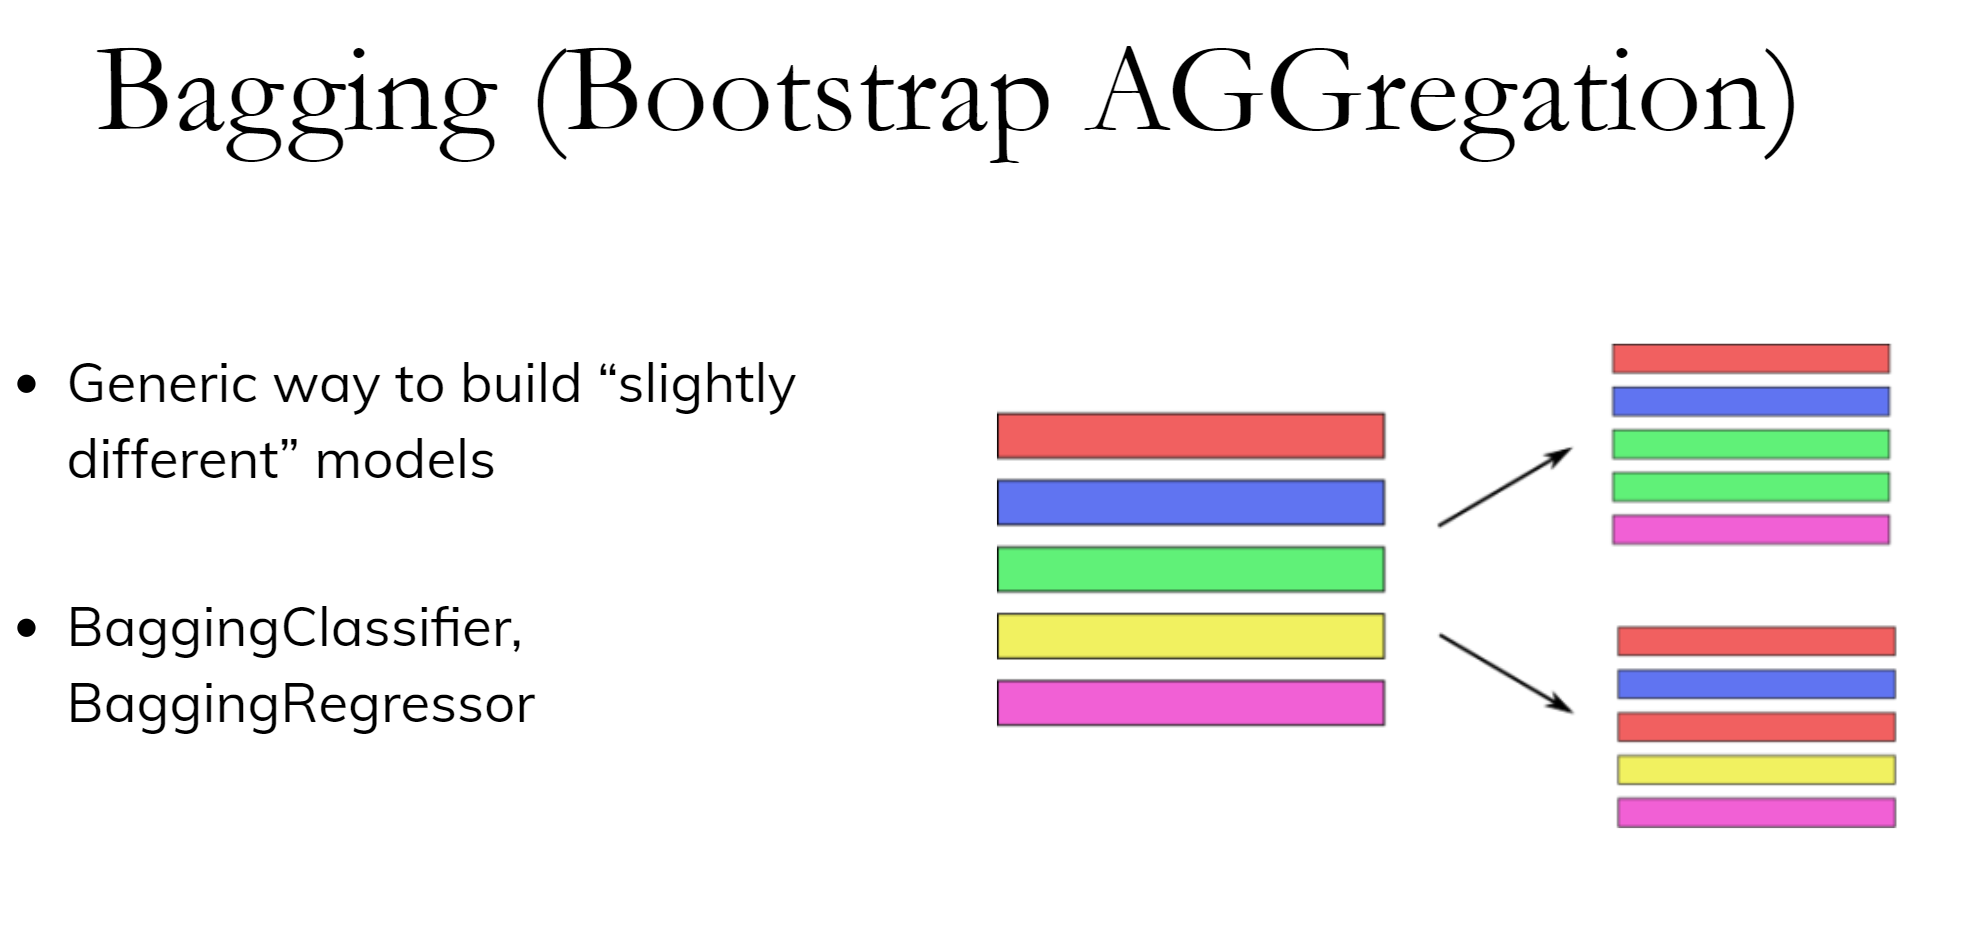 Bagging (Bootstrap AGGregation)
• Generic way to build “slightly
different” models
• BaggingClassifier,
BaggingRegressor